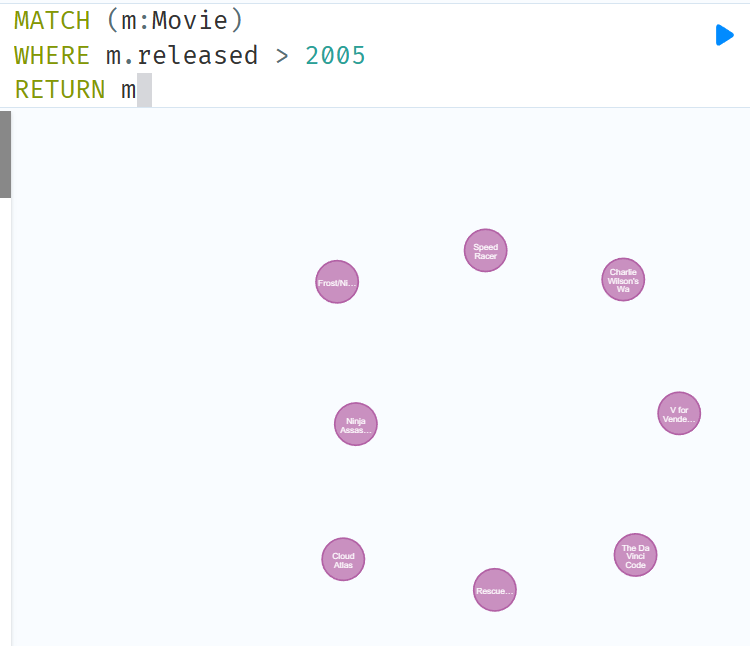 MATCH (m:Movie)
WHERE m.released > 2005
RETURN m
Speed
Racer
Charlie
Wilson's
Wa
Frost/Ni...
V for
Vende...
Ninja
Assas...
The Da
Vinci
Code
Cloud
Atlas
Rescue...